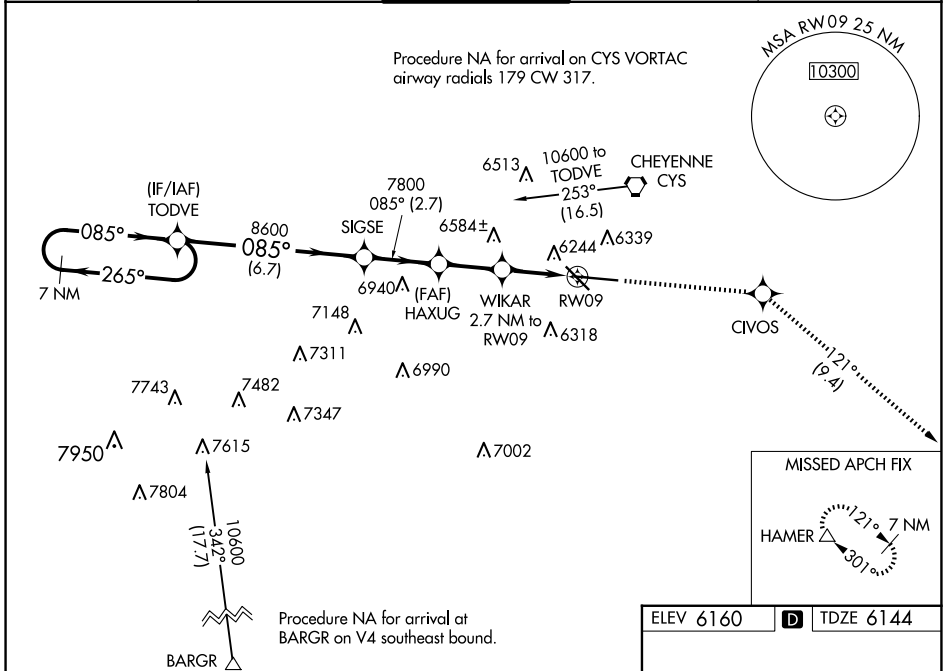 MSA RW09 25 NM
10300
Procedure NA for arrival on CYS VORTAC
airway radials 179 CW 317.
6513
10600 to
TODVE
253°
(16.5)
CHEYENNE
CYS
(IF/IAF)
TODVE
085°
265°
7 NM
8600
085°
(6.7)
SIGSE
7800
085° (2.7)
6584±
6244
6339
6940
(FAF)
HAXUG
WIKAR
2.7 NM to
RW09
RW09
6318
CIVOS
121°
(9.4)
7148
7311
6990
7743
7482
7347
7950
7615
7002
7804
10600
342°
(17.7)
BARGR
Procedure NA for arrival at
BARGR on V4 southeast bound.
MISSED APCH FIX
HAMER
121°
7 NM
301°
ELEV 6160
D
TDZE 6144